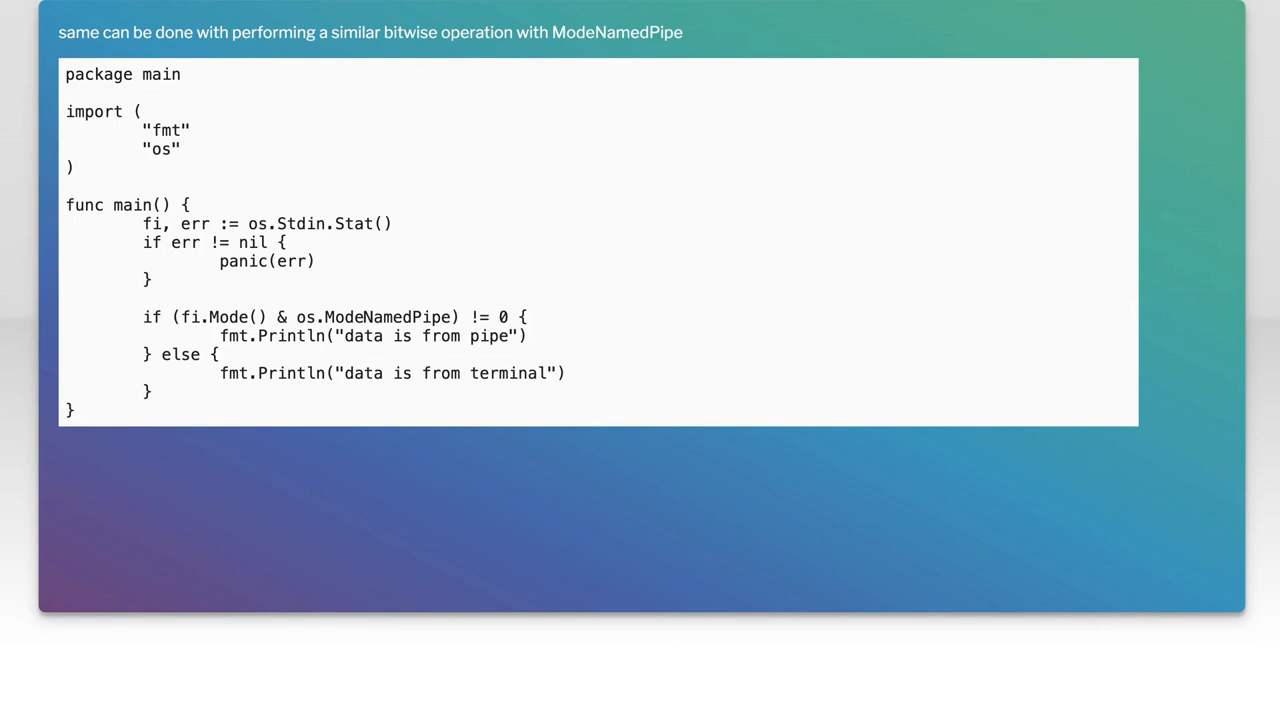 same can be done with performing a similar bitwise operation with ModeNamedPipe
package main

import (
        "fmt"
        "os"
)

func main() {
        fi, err := os.Stdin.Stat()
        if err != nil {
                panic(err)
        }

        if (fi.Mode() & os.ModeNamedPipe) != 0 {
                fmt.Println("data is from pipe")
        } else {
                fmt.Println("data is from terminal")
        }
}